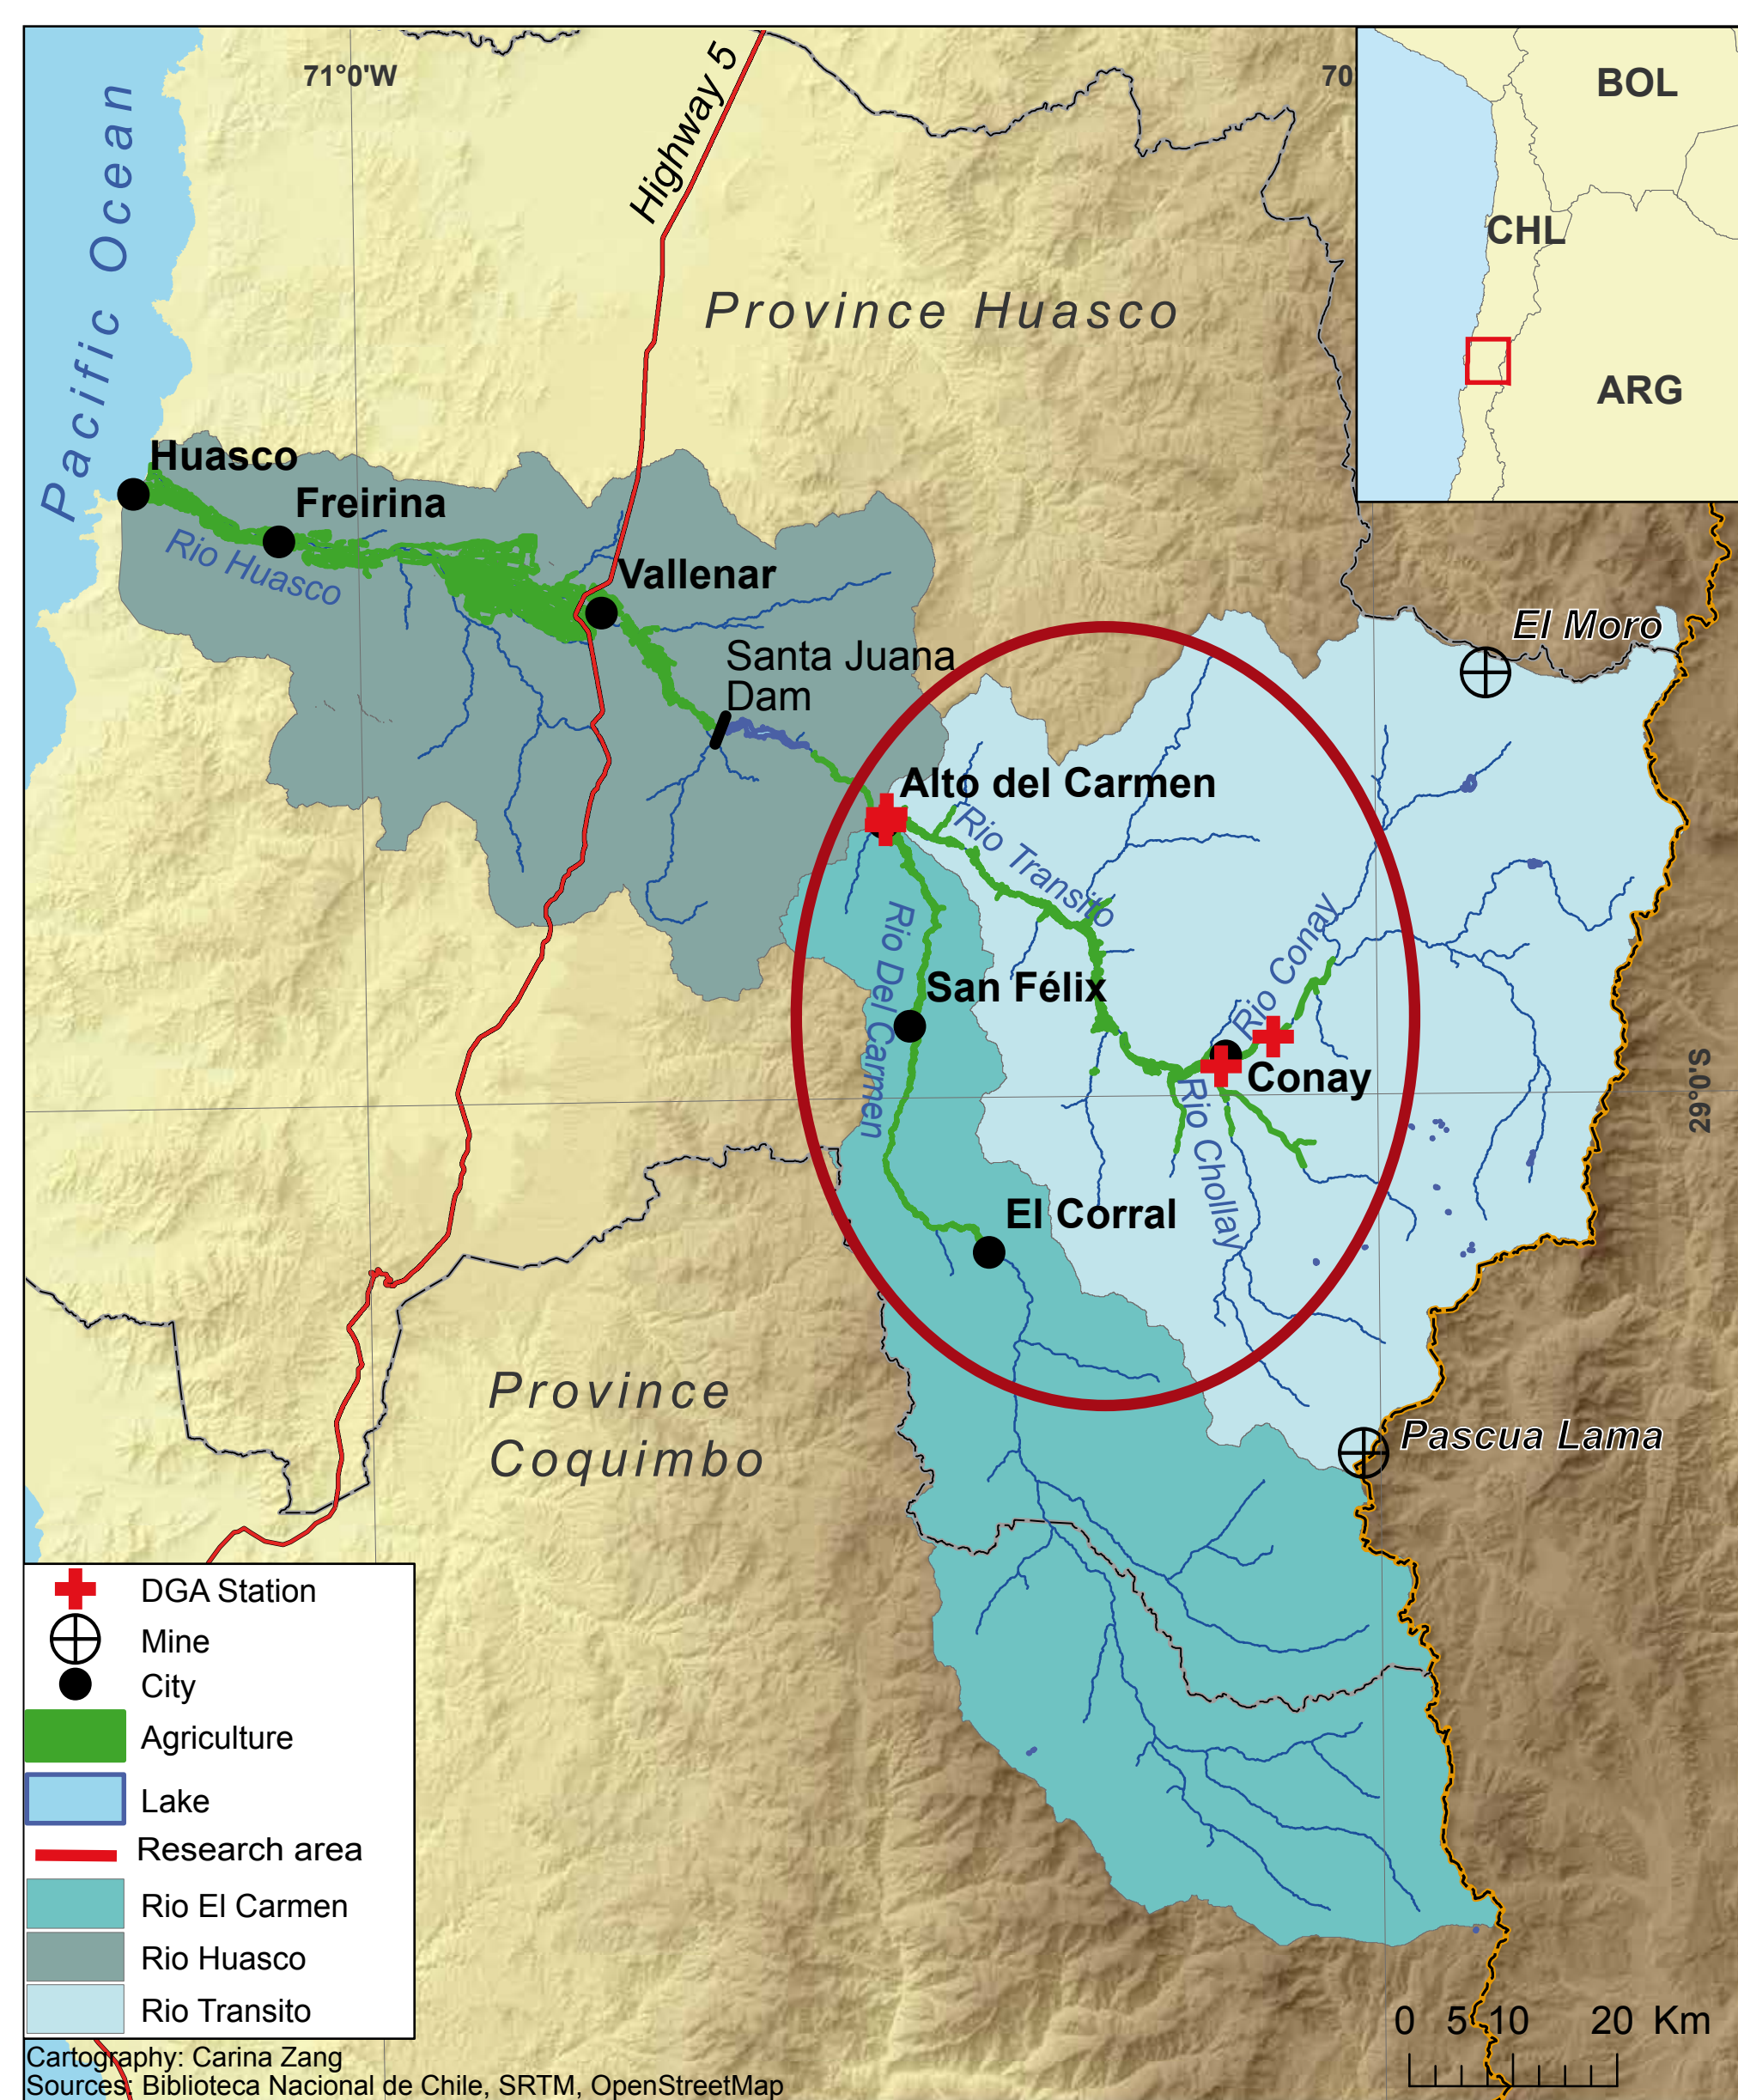 71°0'W
Highway 5
70
BOL
CHL
ARG
Pacific Ocean
Province Huasco
Huasco
Freirina
Rio Huasco
Vallenar
Santa Juana
Dam
El Moro
Alto del Carmen
Rio Transito
Rio Del Carmen
San Félix
Rio Conay
Conay
29°0'S
Rio Chollay
El Corral
Province
Coquimbo
Pascua Lama
DGA Station
Mine
City
Agriculture
Lake
Research area
Rio El Carmen
Rio Huasco
Rio Transito
0 5 10 20 Km
Cartography: Carina Zang
Sources: Biblioteca Nacional de Chile, SRTM, OpenStreetMap